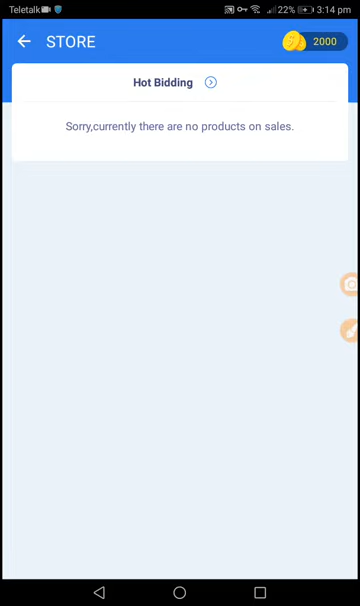 Teletalk 22% 3:14 pm
STORE 2000
Hot Bidding
Sorry,currently there are no products on sales.